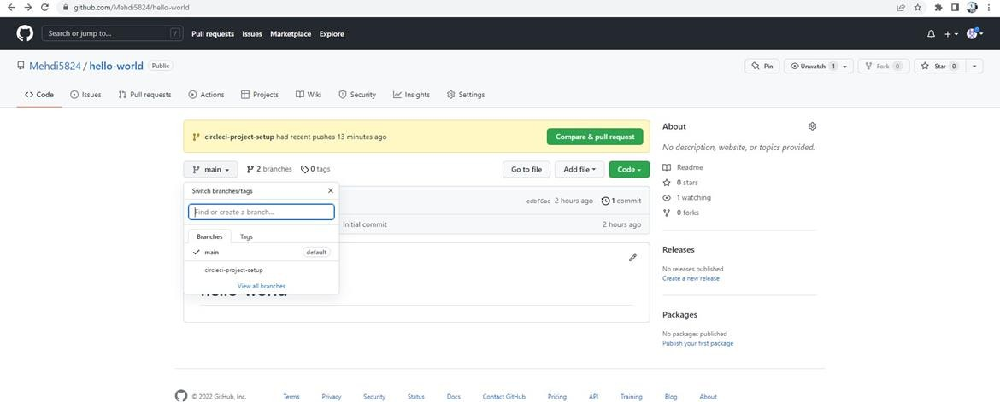 github.com/Mehdi5824/hello-world
Search or jump to... / Pull requests Issues Marketplace Explore
Mehdi5824 / hello-world Public Pin Unwatch 1 Fork 0 Star 0
Code Issues Pull requests Actions Projects Wiki Security Insights Settings
circleci-project-setup had recent pushes 13 minutes ago Compare & pull request
main 2 branches 0 tags Go to file Add file Code
Switch branches/tags
Find or create a branch...
Branches Tags
main default
circleci-project-setup
View all branches
edbf6ac 2 hours ago 1 commit
Initial commit 2 hours ago
hello-world
About
No description, website, or topics provided.
Readme
0 stars
1 watching
0 forks
Releases
No releases published
Create a new release
Packages
No packages published
Publish your first package
© 2022 GitHub, Inc. Terms Privacy Security Status Docs Contact GitHub Pricing API Training Blog About